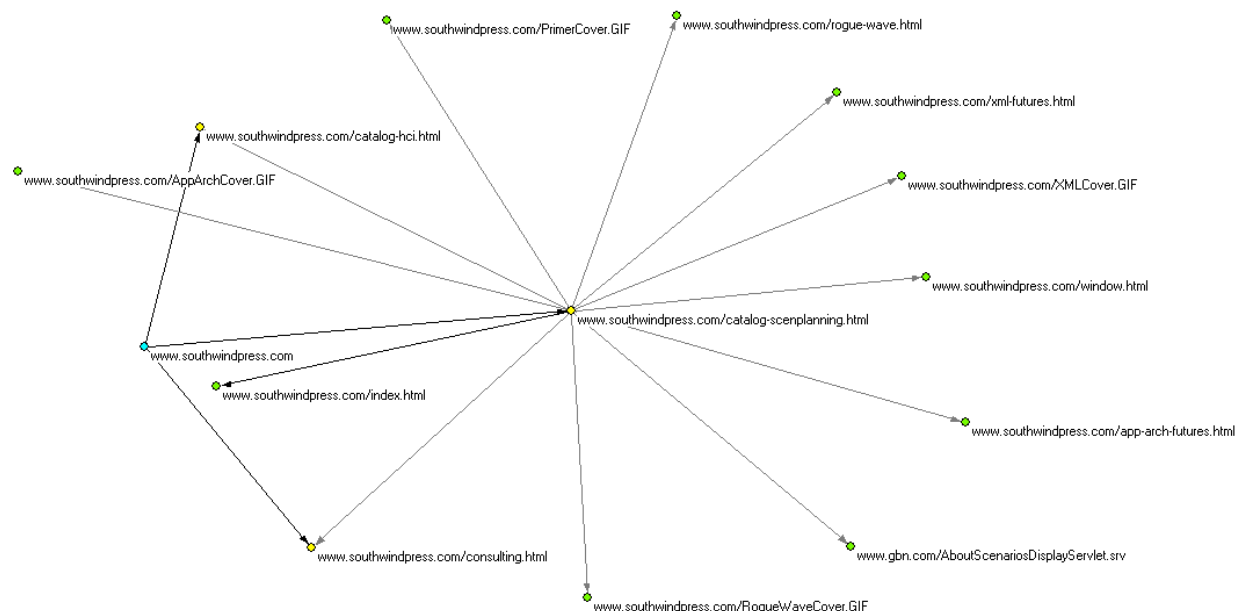 www.southwindpress.com/PrimerCover.GIF
www.southwindpress.com/rogue-wave.html
www.southwindpress.com/xml-futures.html
www.southwindpress.com/catalog-hci.html
www.southwindpress.com/AppArchCover.GIF
www.southwindpress.com/XMLCover.GIF
www.southwindpress.com/window.html
www.southwindpress.com/catalog-scenplanning.html
www.southwindpress.com
www.southwindpress.com/index.html
www.southwindpress.com/app-arch-futures.html
www.southwindpress.com/consulting.html
www.gbn.com/AboutScenariosDisplayServlet.srv
www.southwindpress.com/RogueWaveCover.GIF